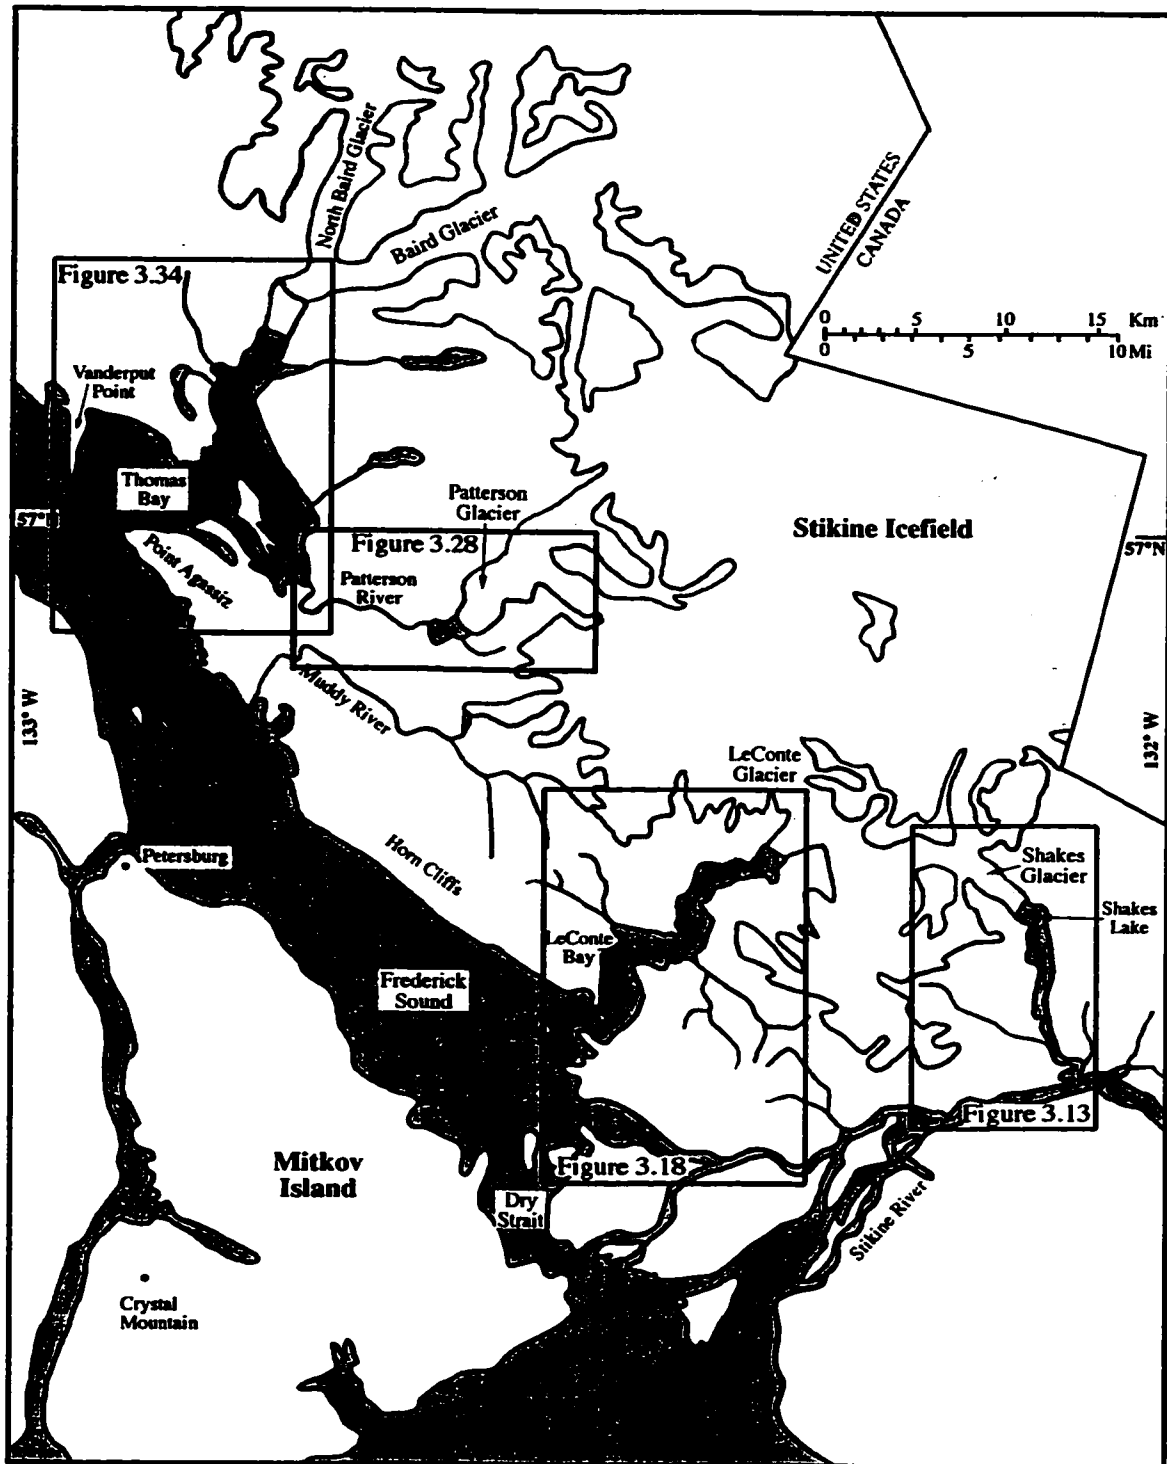 North Baird Glacier
Baird Glacier
UNITED STATES
CANADA
Figure 3.34
0 5 10 15 Km
0 5 10 Mi
Vanderput
Point
Thomas
Bay
57°N
Patterson
Glacier
Stikine Icefield
57°N
Figure 3.28
Point Agassiz
Patterson
River
Muddy River
133° W
132° W
LeConte
Glacier
Horn Cliffs
Petersburg
Shakes
Glacier
Shakes
Lake
LeConte
Bay
Frederick
Sound
Figure 3.13
Mitkov
Island
Figure 3.18
Dry
Strait
Stikine River
Crystal
Mountain